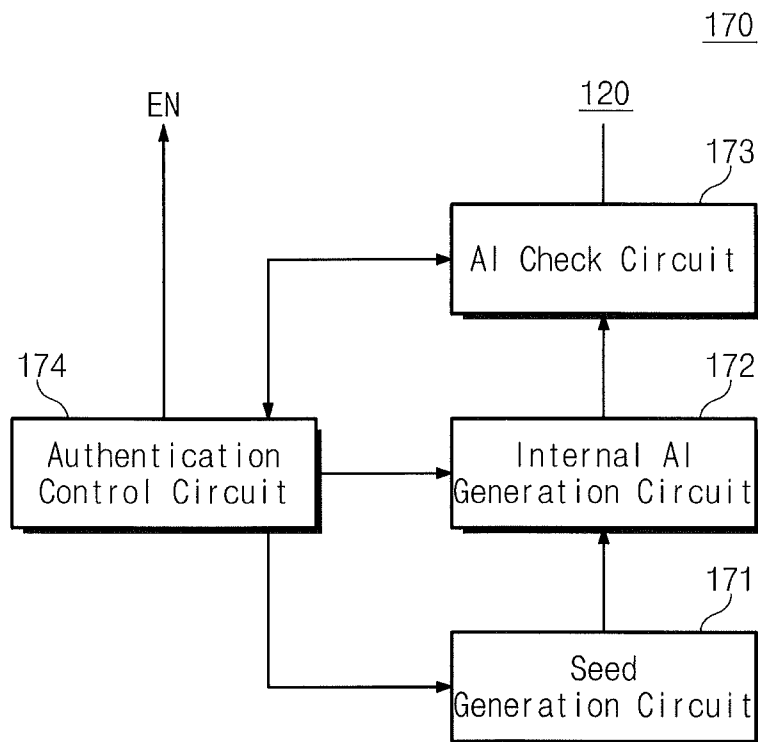 170
EN
120
173
AI Check Circuit
174
172
Authentication
Control Circuit
Internal AI
Generation Circuit
171
Seed
Generation Circuit